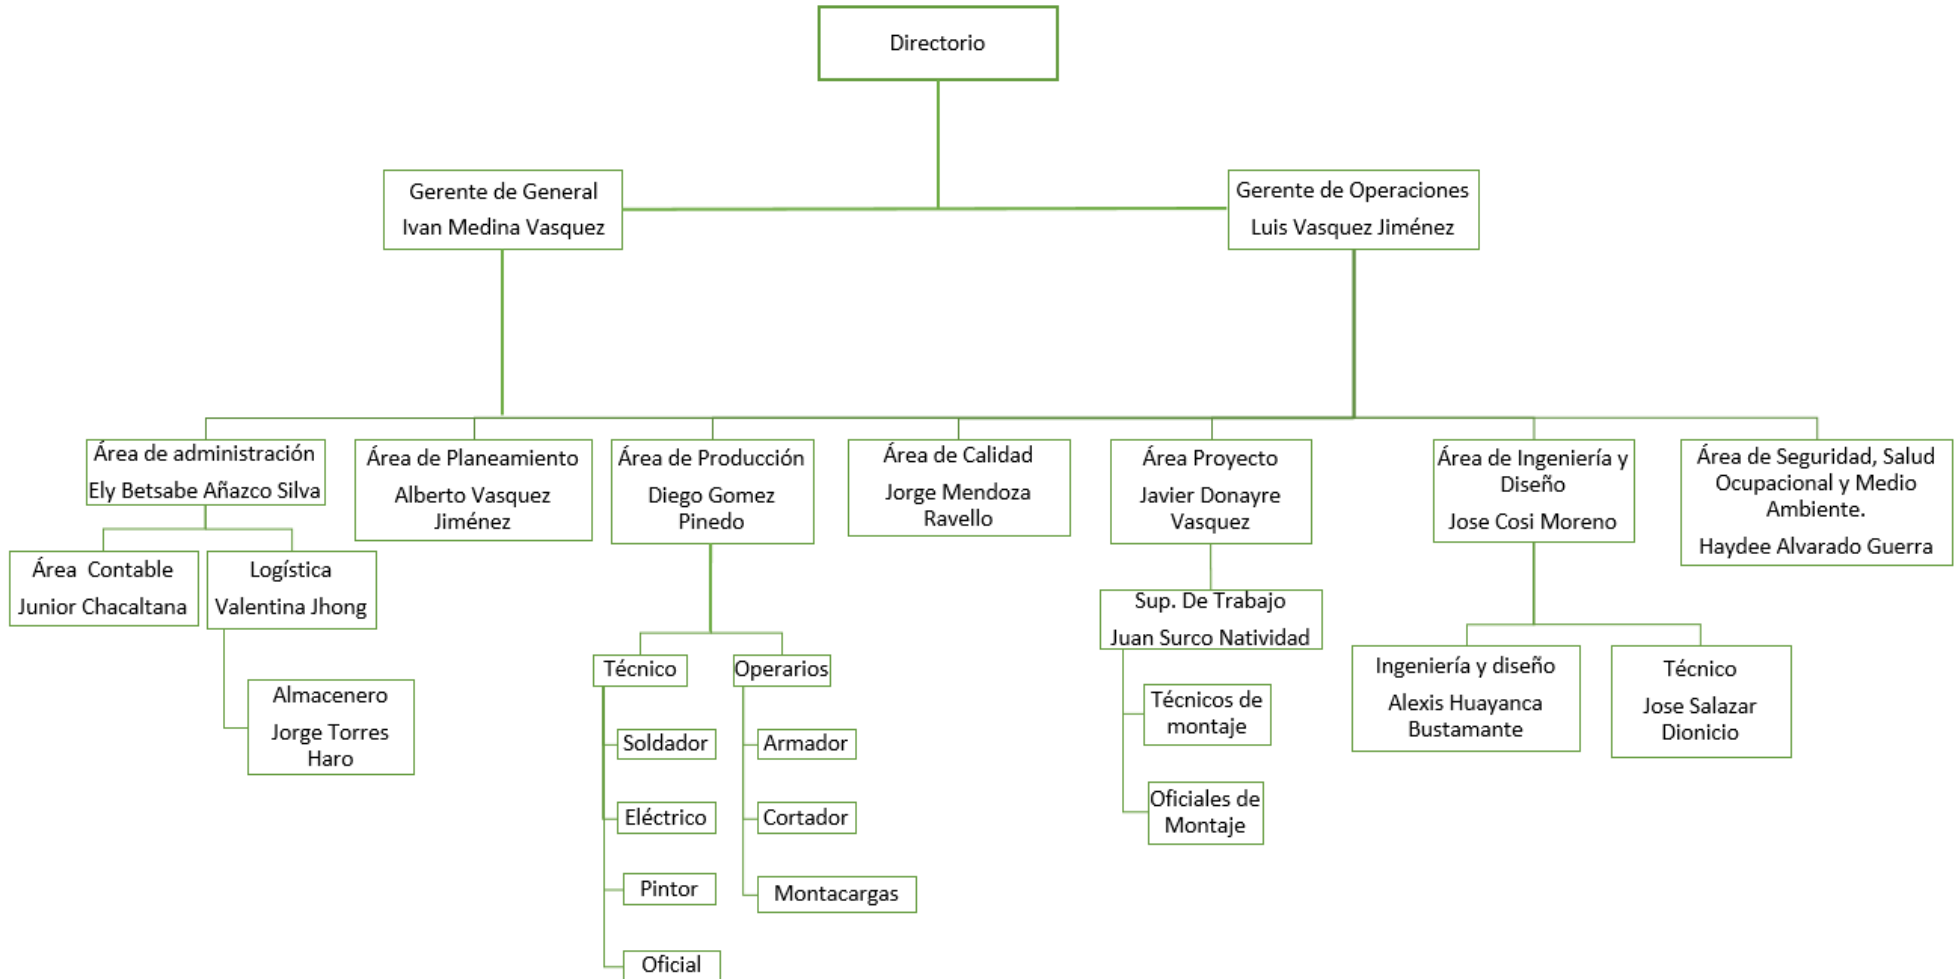 Directorio
Gerente de General
Ivan Medina Vasquez
Gerente de Operaciones
Luis Vasquez Jiménez
Área de administración
Ely Betsabe Añazco Silva
Área de Planeamiento
Alberto Vasquez
Jiménez
Área de Producción
Diego Gomez
Pinedo
Área de Calidad
Jorge Mendoza
Ravello
Área Proyecto
Javier Donayre
Vasquez
Área de Ingeniería y
Diseño
Jose Cosi Moreno
Área de Seguridad, Salud
Ocupacional y Medio
Ambiente.
Haydee Alvarado Guerra
Área  Contable
Junior Chacaltana
Logística
Valentina Jhong
Almacenero
Jorge Torres
Haro
Técnico
Soldador
Eléctrico
Pintor
Oficial
Operarios
Armador
Cortador
Montacargas
Sup. De Trabajo
Juan Surco Natividad
Técnicos de
montaje
Oficiales de
Montaje
Ingeniería y diseño
Alexis Huayanca
Bustamante
Técnico
Jose Salazar
Dionicio